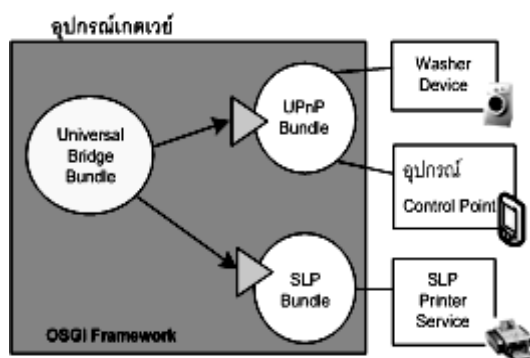 อุปกรณ์เกตเวย์
Universal
Bridge
Bundle
UPnP
Bundle
SLP
Bundle
OSGI Framework
Washer
Device
อุปกรณ์
Control Point
SLP
Printer
Service